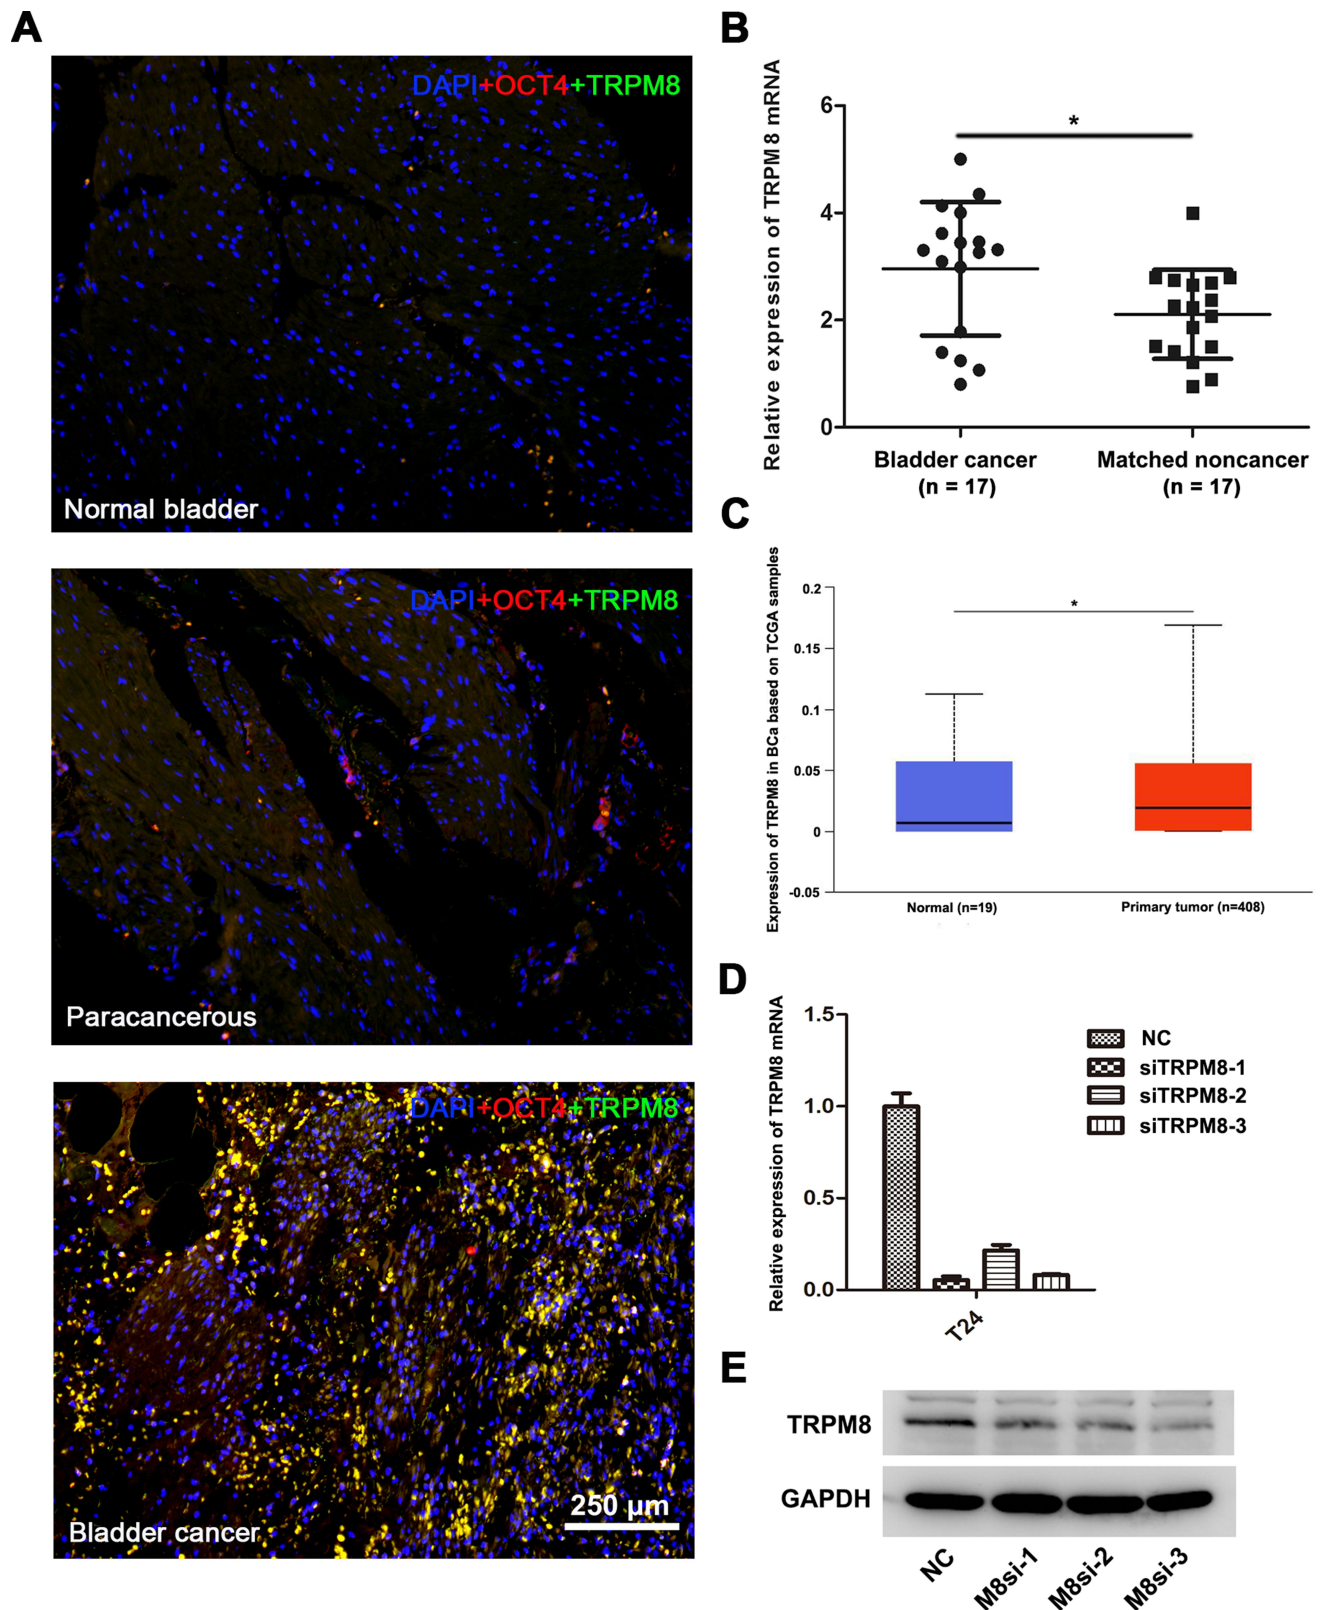 A
DAPI+OCT4+TRPM8
Normal bladder
DAPI+OCT4+TRPM8
Paracancerous
DAPI+OCT4+TRPM8
250 µm
Bladder cancer
B
Relative expression of TRPM8 mRNA
6
4
2
0
*
Bladder cancer
(n = 17)
Matched noncancer
(n = 17)
C
Expression of TRPM8 in BCa based on TCGA samples
0.2
0.15
0.1
0.05
0
-0.05
*
Normal (n=19)
Primary tumor (n=408)
D
Relative expression of TRPM8 mRNA
1.5
1.0
0.5
0.0
T24
NC
siTRPM8-1
siTRPM8-2
siTRPM8-3
E
TRPM8
GAPDH
NC
M8si-1
M8si-2
M8si-3